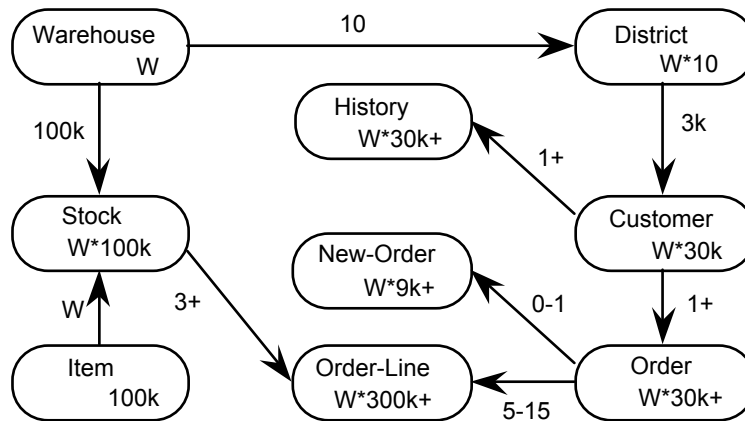 Warehouse
W
10
District
W*10
100k
History
W*30k+
1+
3k
Stock
W*100k
Customer
W*30k
New-Order
W*9k+
W
3+
0-1
1+
Item
100k
Order-Line
W*300k+
5-15
Order
W*30k+